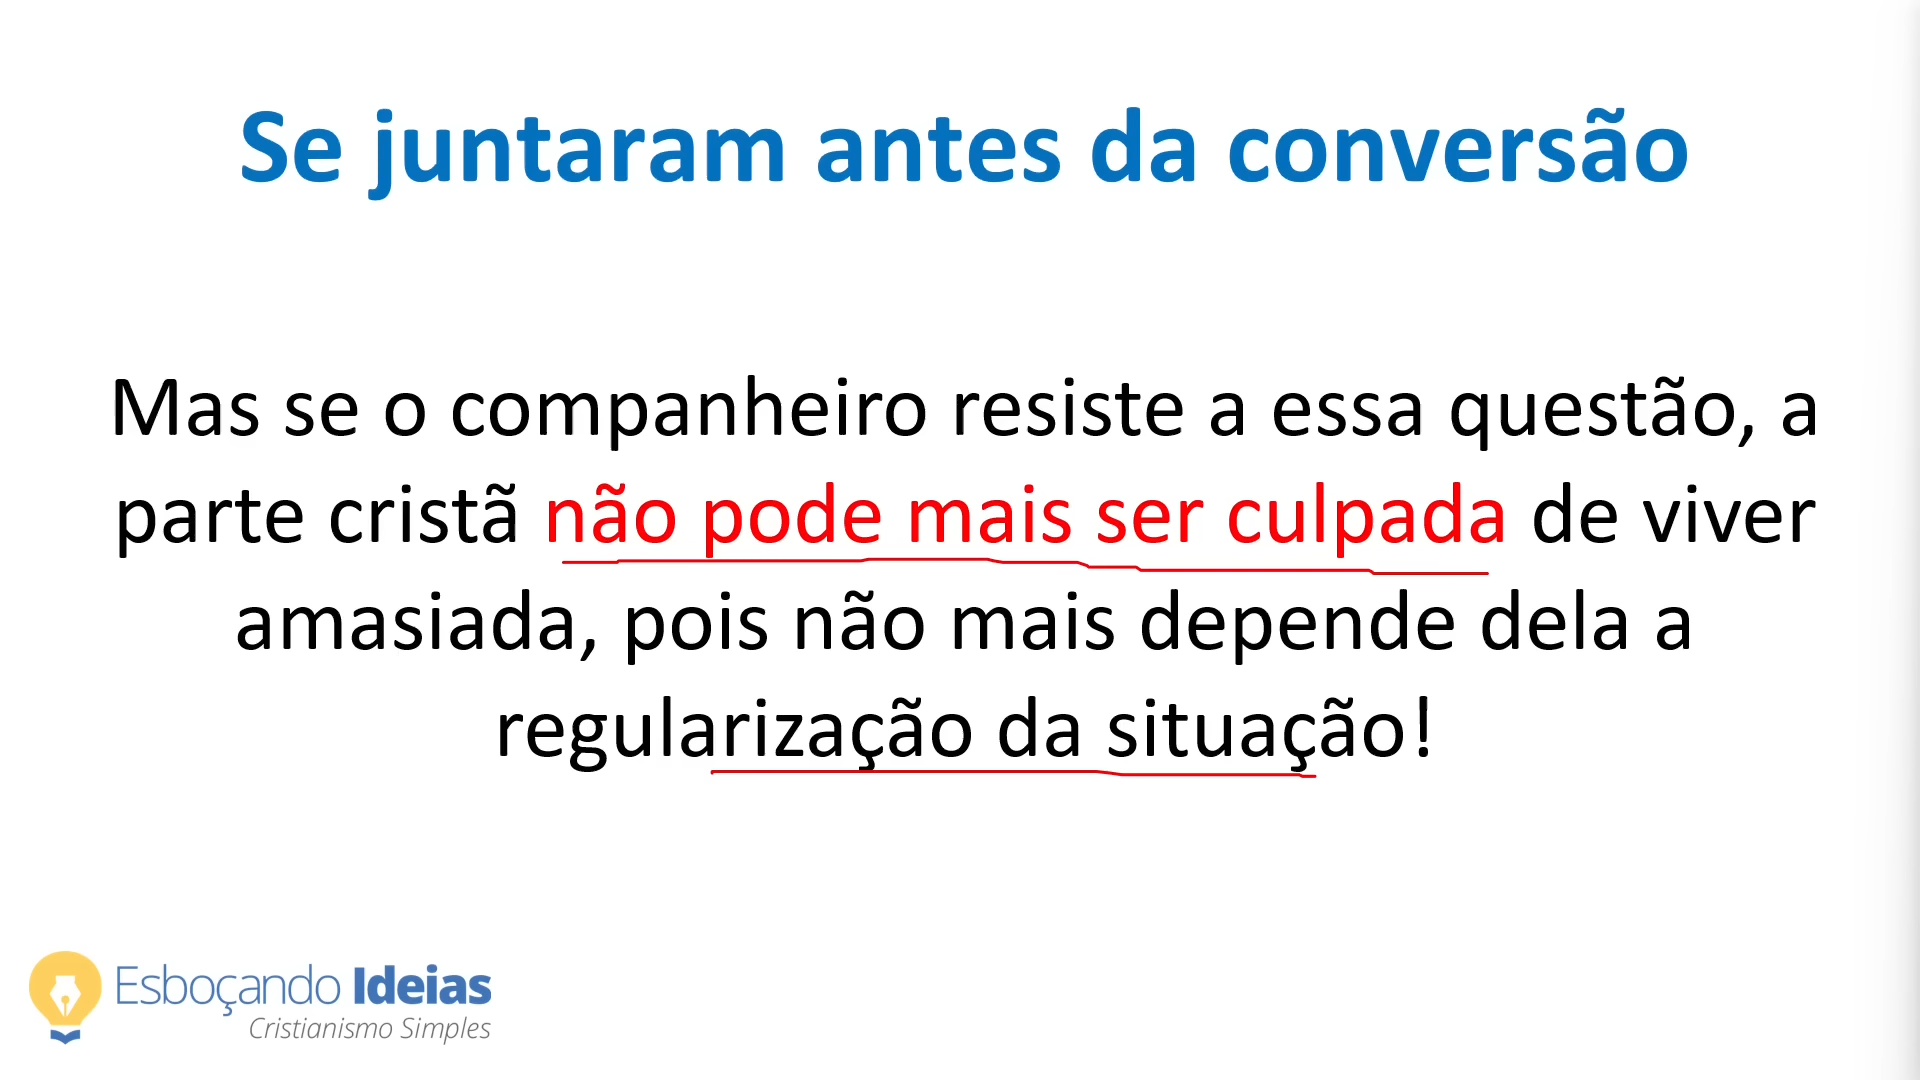 Se juntaram antes da conversão
Mas se o companheiro resiste a essa questão, a
parte cristã não pode mais ser culpada de viver
amasiada, pois não mais depende dela a
regularização da situação!
Esboçando Ideias
Cristianismo Simples